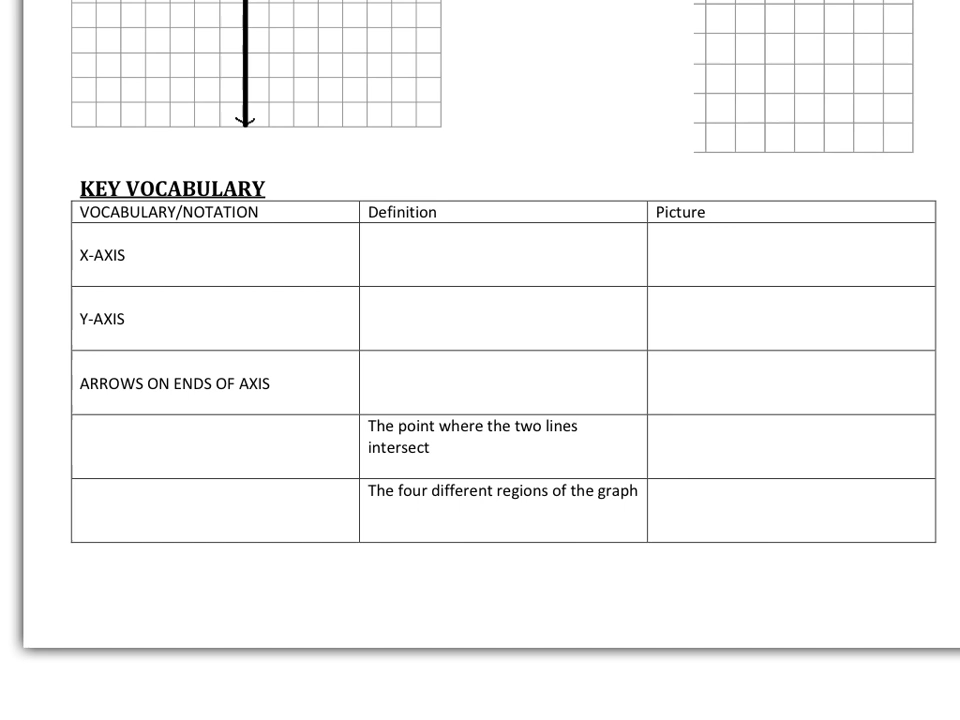 KEY VOCABULARY
VOCABULARY/NOTATION Definition Picture
X-AXIS
Y-AXIS
ARROWS ON ENDS OF AXIS
The point where the two lines
intersect
The four different regions of the graph